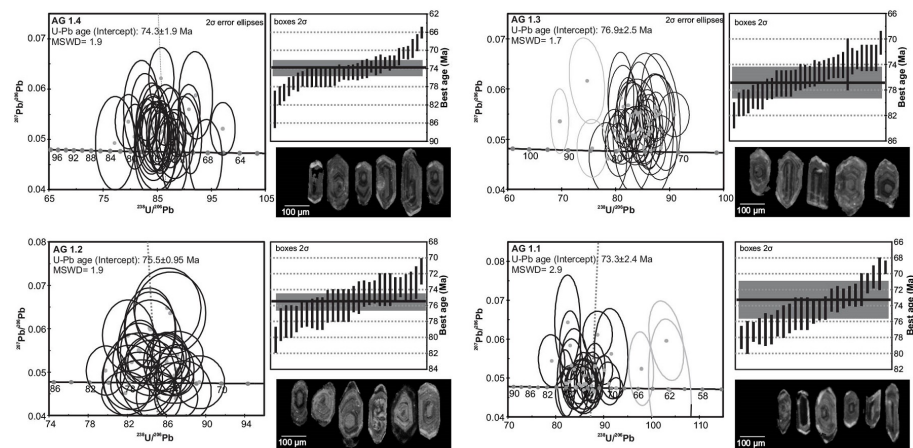 AG 1.4
2σ error ellipses
U-Pb age (Intercept): 74.3±1.9 Ma
MSWD= 1.9
0.07
0.06
0.05
0.04
²⁰⁷Pb/²⁰⁶Pb
96 92 88 84 80 68 64
65 75 85 95 105
²³⁸U/²⁰⁶Pb
boxes 2σ
62
66
70
74
78
82
86
90
Best age (Ma)
100 µm
AG 1.3
2σ error ellipses
U-Pb age (Intercept): 76.9±2.5 Ma
MSWD= 1.7
0.07
0.06
0.05
0.04
²⁰⁷Pb/²⁰⁶Pb
100 90 80 70
60 70 80 90 100
²³⁸U/²⁰⁶Pb
boxes 2σ
66
70
74
78
82
86
90
Best age (Ma)
100 µm
AG 1.2
U-Pb age (Intercept): 75.5±0.95 Ma
MSWD= 1.9
0.08
0.07
0.06
0.05
0.04
²⁰⁷Pb/²⁰⁶Pb
86 82 78 70
74 84 94
²³⁸U/²⁰⁶Pb
boxes 2σ
68
70
72
74
76
78
80
82
84
Best age (Ma)
100 µm
AG 1.1
U-Pb age (Intercept): 73.3±2.4 Ma
MSWD= 2.9
0.08
0.07
0.06
0.05
0.04
²⁰⁷Pb/²⁰⁶Pb
90 86 82 70 66 62 58
70 80 90 100 110
²³⁸U/²⁰⁶Pb
boxes 2σ
66
68
70
72
74
76
78
80
82
Best age (Ma)
100 µm